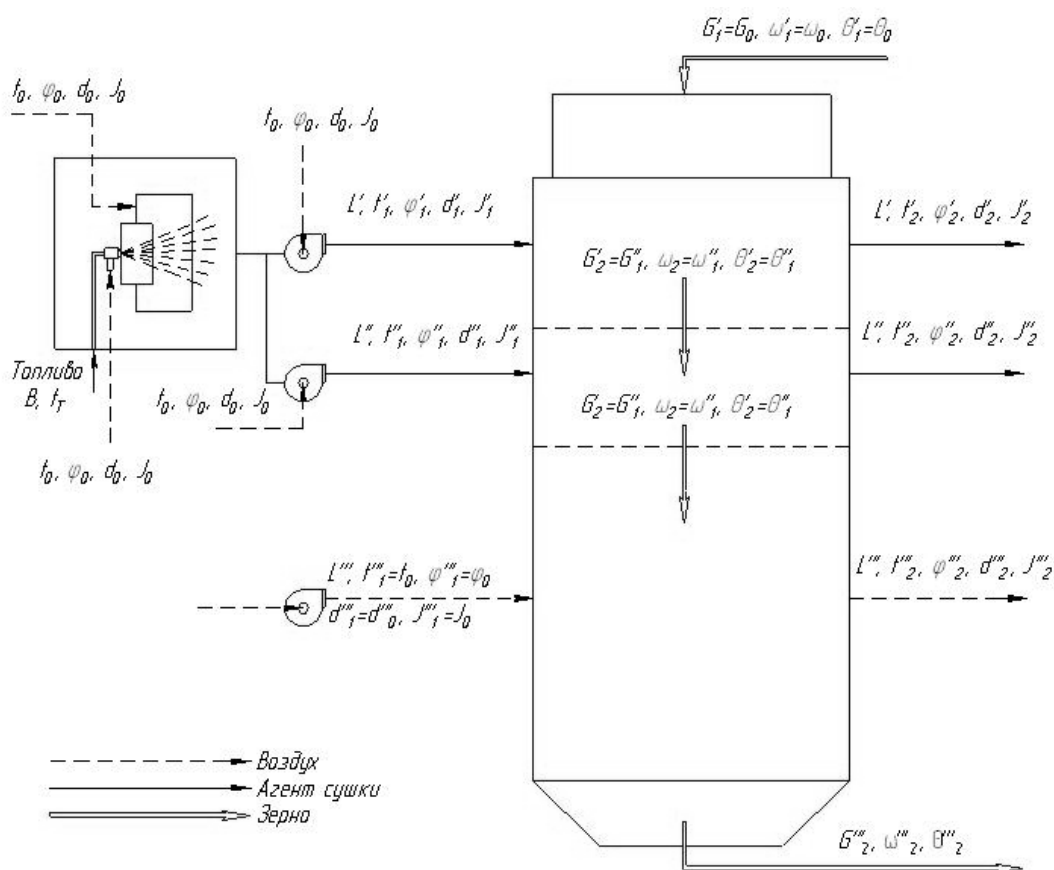 G'₁=G₀, ω'₁=ω₀, θ'₁=θ₀
t₀, φ₀, d₀, J₀
t₀, φ₀, d₀, J₀
L', t'₁, φ'₁, d'₁, J'₁
L', t'₂, φ'₂, d'₂, J'₂
G'₂=G"₁, ω₂=ω"₁, θ'₂=θ"₁
L", t"₁, φ"₁, d"₁, J"₁
L", t"₂, φ"₂, d"₂, J"₂
Топливо
B, t_T
t₀, φ₀, d₀, J₀
G'₂=G"₁, ω₂=ω"₁, θ'₂=θ"₁
t₀, φ₀, d₀, J₀
L''', t'''₁=t₀, φ'''₁=φ₀
d'''₁=d'''₀, J'''₁=J₀
L''', t'''₂, φ'''₂, d'''₂, J'''₂
Воздух
Агент сушки
Зерно
G'''₂, ω'''₂, θ'''₂